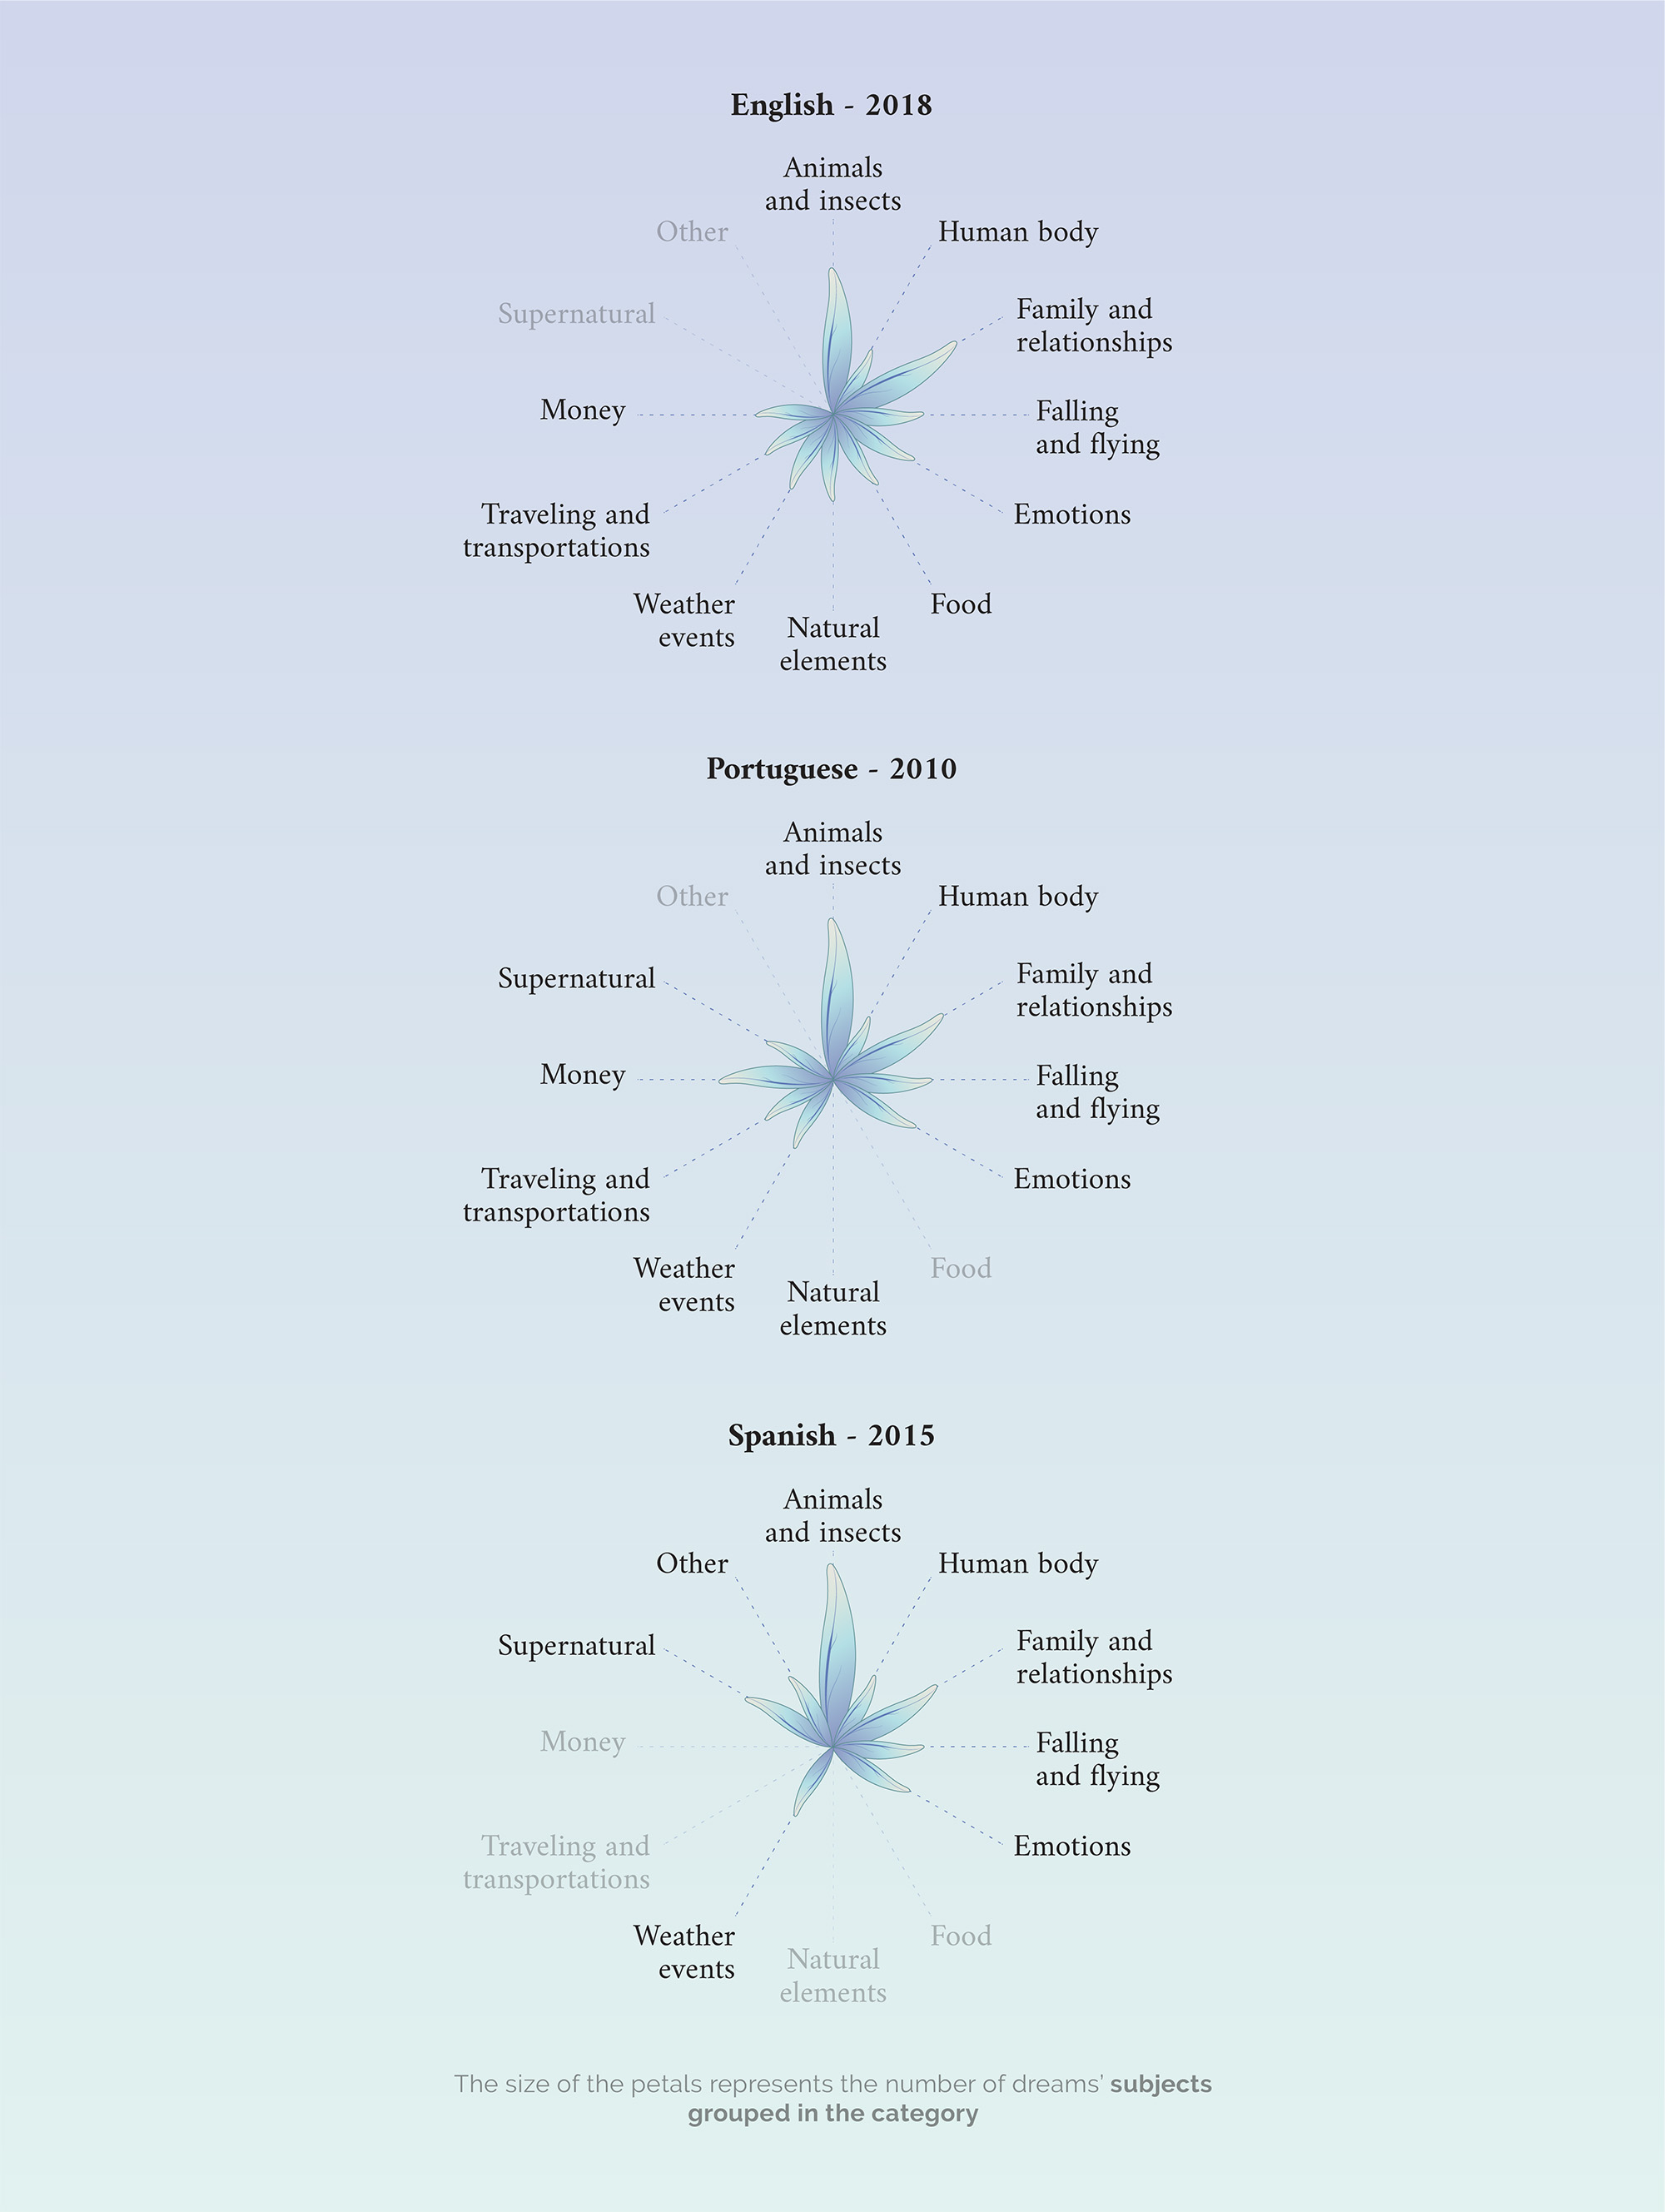 English - 2018
Animals
and insects
Other
Human body
Supernatural
Family and
relationships
Money
Falling
and flying
Traveling and
transportations
Emotions
Weather
events
Food
Natural
elements
Portuguese - 2010
Animals
and insects
Other
Human body
Supernatural
Family and
relationships
Money
Falling
and flying
Traveling and
transportations
Emotions
Weather
events
Food
Natural
elements
Spanish - 2015
Animals
and insects
Other
Human body
Supernatural
Family and
relationships
Money
Falling
and flying
Traveling and
transportations
Emotions
Weather
events
Food
Natural
elements
The size of the petals represents the number of dreams’ subjects
grouped in the category